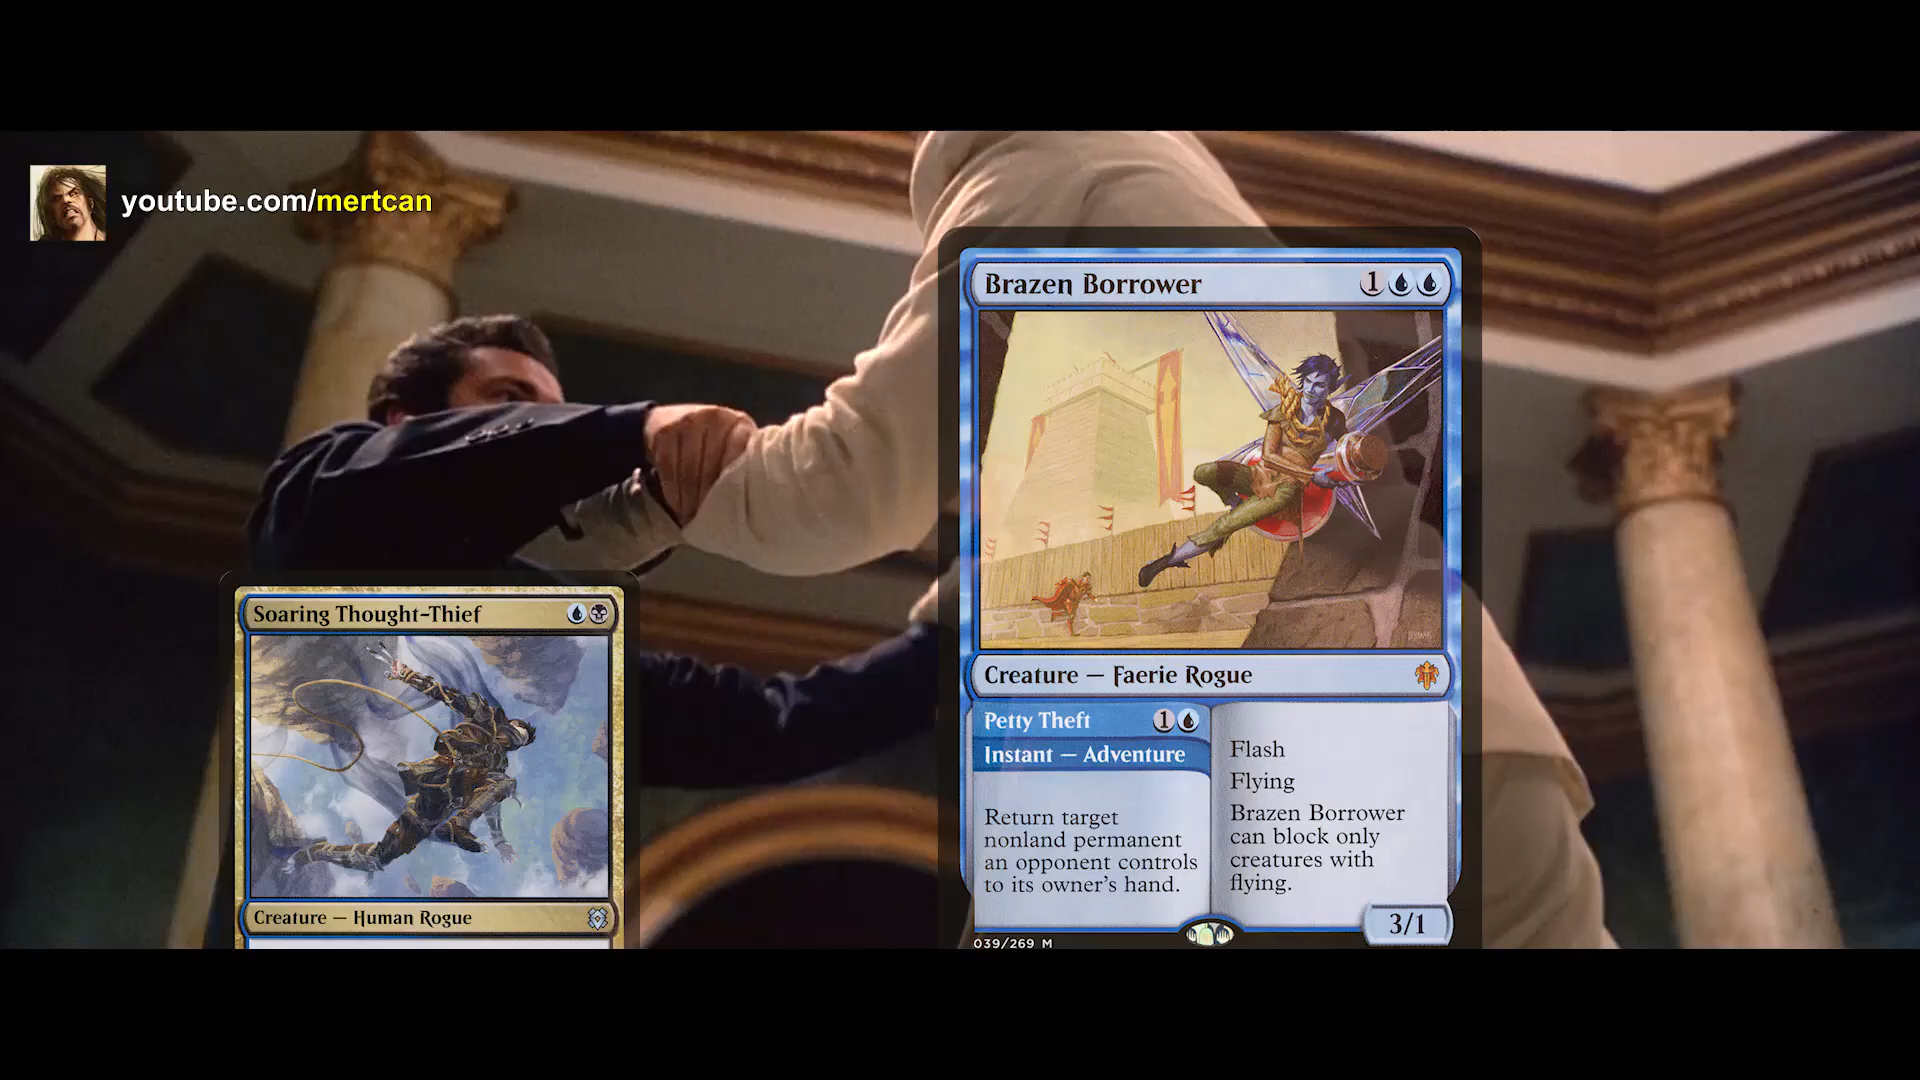 youtube.com/mertcan
Brazen Borrower 1
Creature — Faerie Rogue
Petty Theft 1
Instant — Adventure
Return target
nonland permanent
an opponent controls
to its owner's hand.
Flash
Flying
Brazen Borrower
can block only
creatures with
flying.
3/1
039/269 M
Soaring Thought-Thief
Creature — Human Rogue